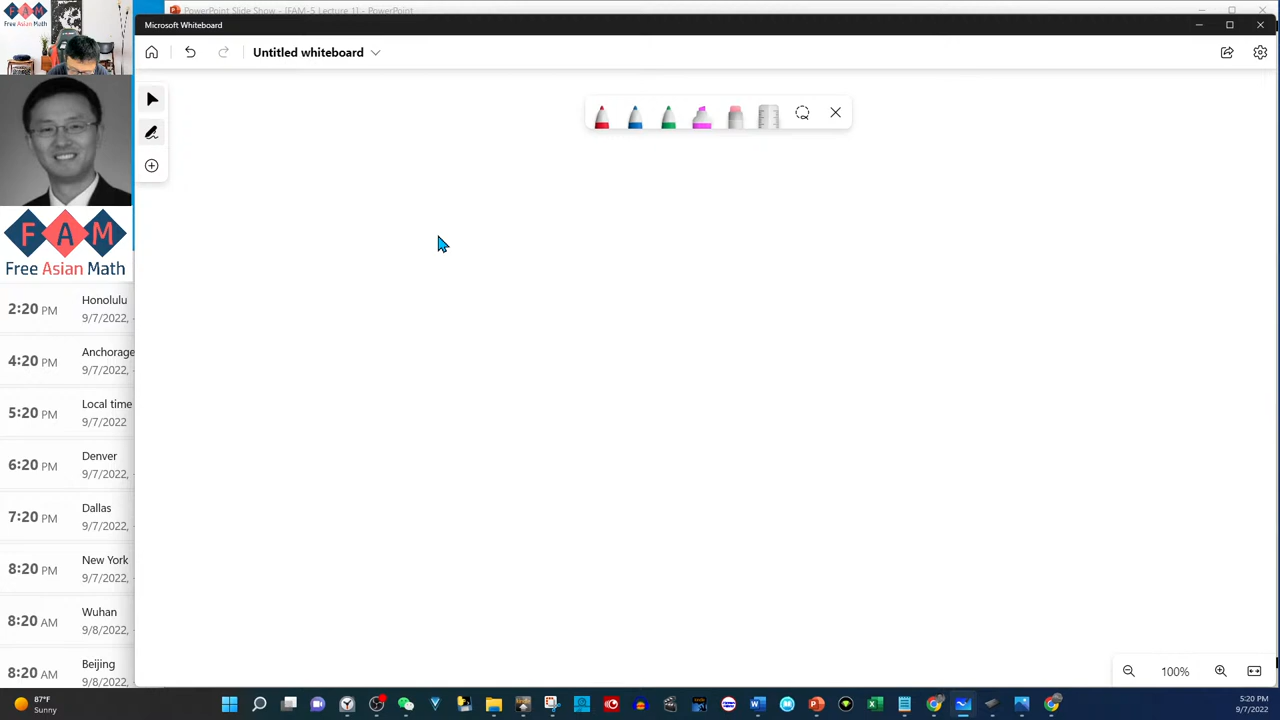 PowerPoint Slide Show - [FAM-5 Lecture 1] - PowerPoint
Microsoft Whiteboard
Untitled whiteboard
Free Asian Math
FAM
Free Asian Math
2:20 PM Honolulu
9/7/2022,
4:20 PM Anchorage
9/7/2022,
5:20 PM Local time
9/7/2022
6:20 PM Denver
9/7/2022,
7:20 PM Dallas
9/7/2022,
8:20 PM New York
9/7/2022,
8:20 AM Wuhan
9/8/2022,
8:20 AM Beijing
9/8/2022,
100%
87°F
Sunny
5:20 PM
9/7/2022